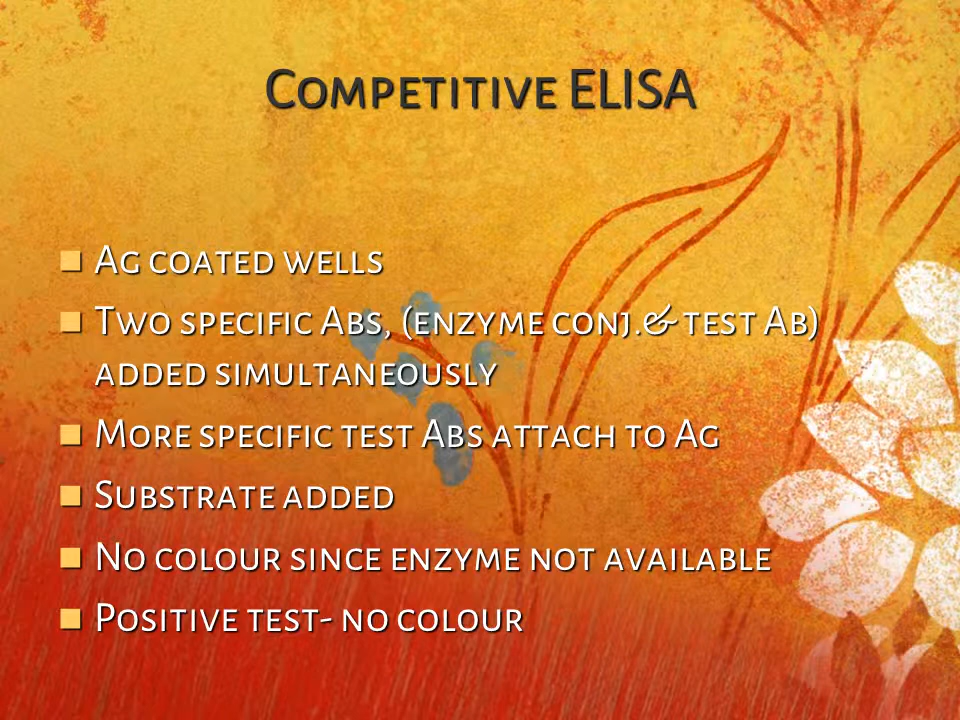 Competitive ELISA
Ag coated wells
Two specific Abs, (enzyme conj.& test Ab)
added simultaneously
More specific test Abs attach to Ag
Substrate added
No colour since enzyme not available
Positive test- no colour